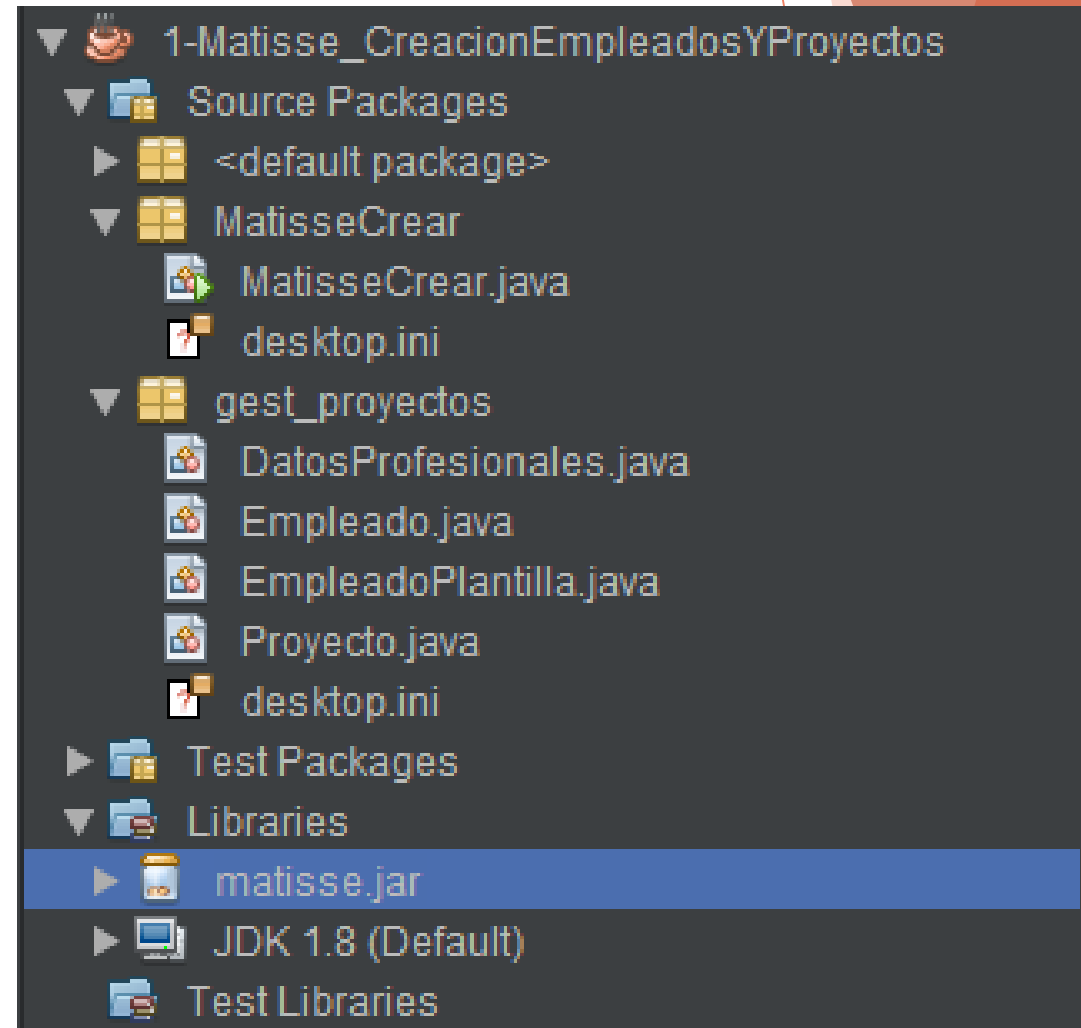 1-Matisse_CreacionEmpleadosYProyectos
Source Packages
<default package>
MatisseCrear
MatisseCrear.java
desktop.ini
gest_proyectos
DatosProfesionales.java
Empleado.java
EmpleadoPlantilla.java
Proyecto.java
desktop.ini
Test Packages
Libraries
matisse.jar
JDK 1.8 (Default)
Test Libraries